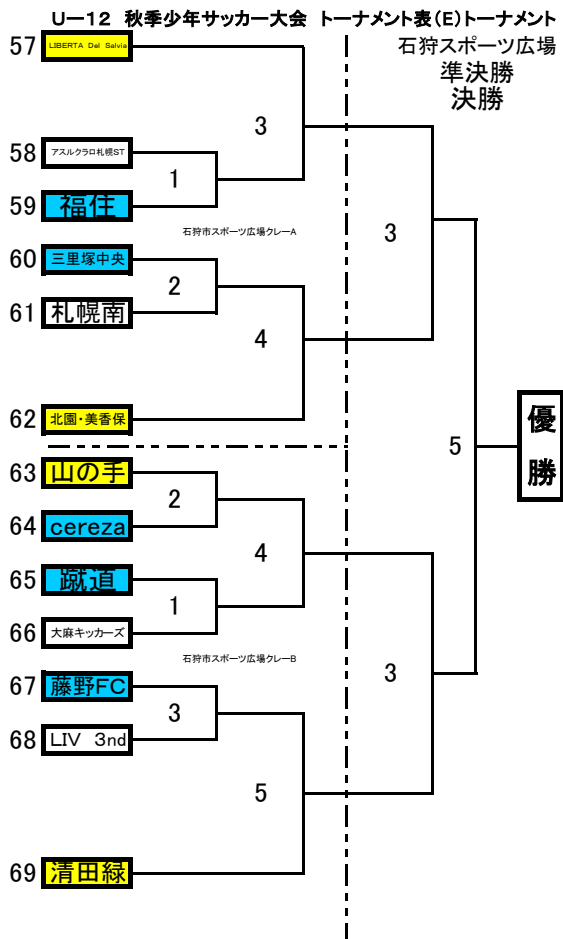 U－12 秋季少年サッカー大会 トーナメント表(E)トーナメント
石狩スポーツ広場
準決勝
決勝
57 LIBERTA Del Salvia
3
58 アスルクラロ札幌ST
1
59 福住
石狩市スポーツ広場クレーA
3
60 三里塚中央
2
61 札幌南
4
62 北園・美香保
優勝
5
63 山の手
2
64 cereza
4
65 蹴道
1
66 大麻キッカーズ
石狩市スポーツ広場クレーB
3
67 藤野FC
3
68 LIV 3nd
5
69 清田緑